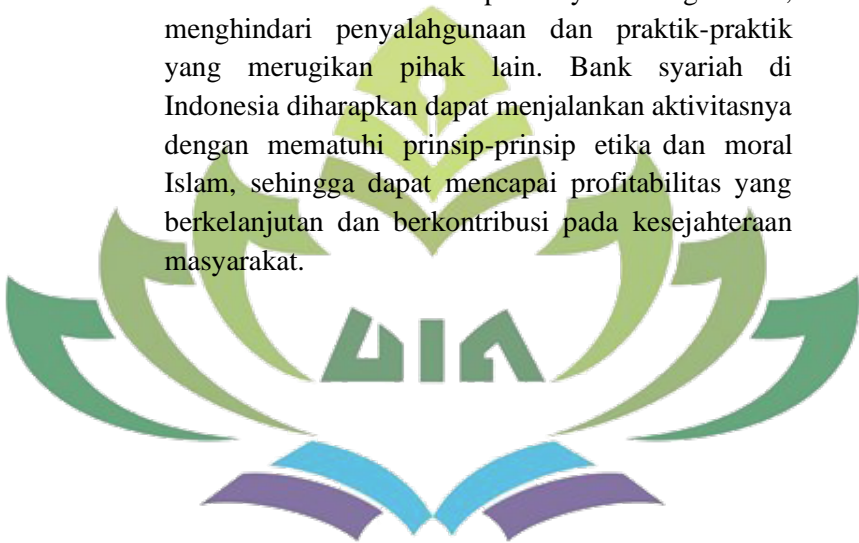 menghindari penyalahgunaan dan praktik-praktik
yang merugikan pihak lain. Bank syariah di
Indonesia diharapkan dapat menjalankan aktivitasnya
dengan mematuhi prinsip-prinsip etika dan moral
Islam, sehingga dapat mencapai profitabilitas yang
berkelanjutan dan berkontribusi pada kesejahteraan
masyarakat.
UIN